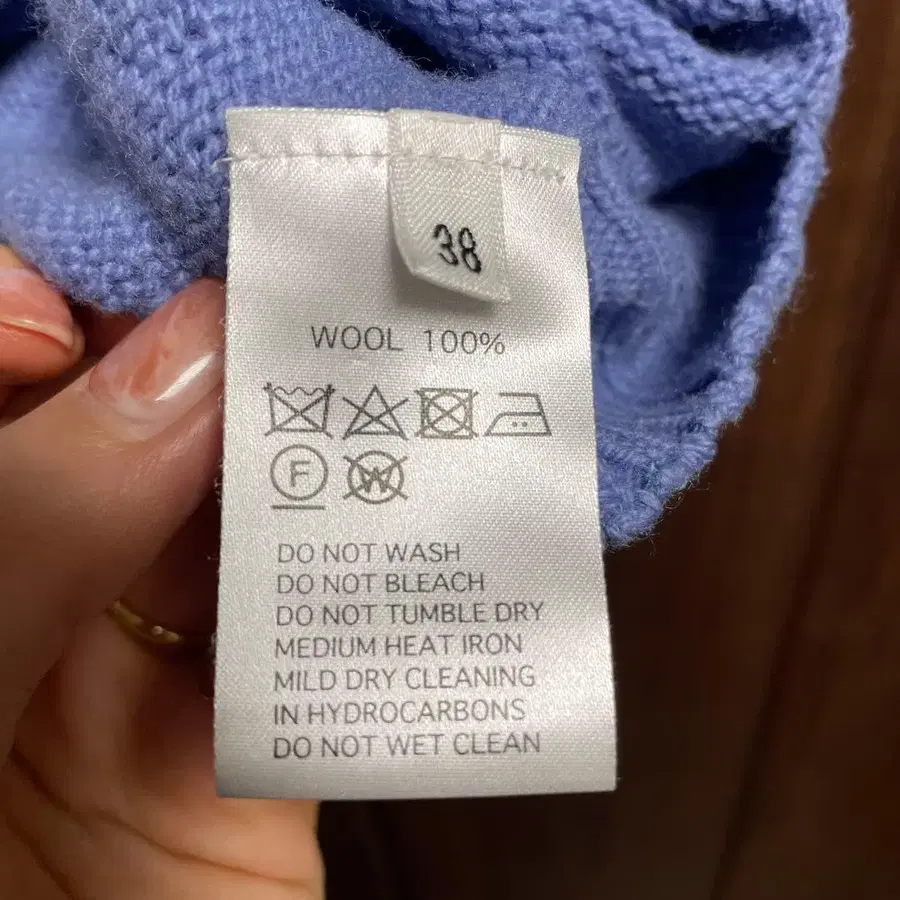 38
WOOL 100%
F W
DO NOT WASH
DO NOT BLEACH
DO NOT TUMBLE DRY
MEDIUM HEAT IRON
MILD DRY CLEANING
IN HYDROCARBONS
DO NOT WET CLEAN